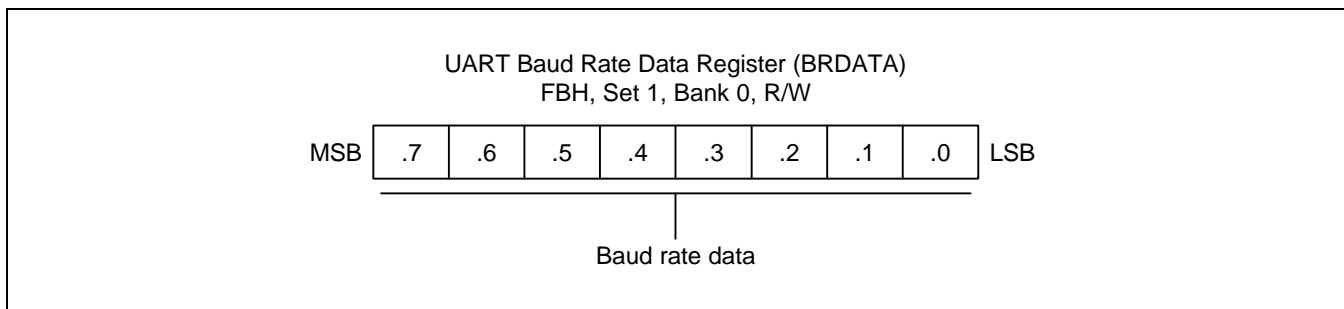 UART Baud Rate Data Register (BRDATA)
FBH, Set 1, Bank 0, R/W
MSB .7 .6 .5 .4 .3 .2 .1 .0 LSB
Baud rate data